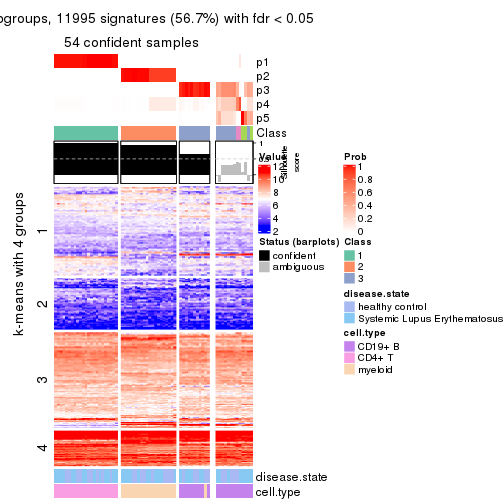 ogroups, 11995 signatures (56.7%) with fdr < 0.05
54 confident samples
p1
p2
p3
p4
p5
Class
1
Silhouette
score
k-means with 4 groups
1
2
3
4
disease.state
cell.type
Value
12
10
8
6
4
2
Status (barplots)
confident
ambiguous
Prob
1
0.8
0.6
0.4
0.2
0
Class
1
2
3
disease.state
healthy control
Systemic Lupus Erythematosus
cell.type
CD19+ B
CD4+ T
myeloid